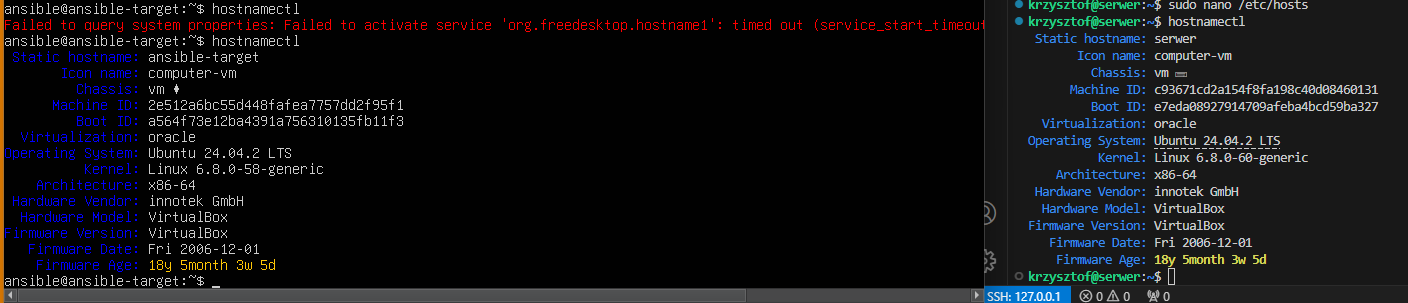 ansible@ansible-target:~$ hostnamectl
Failed to query system properties: Failed to activate service 'org.freedesktop.hostname1': timed out (service_start_timeout
ansible@ansible-target:~$ hostnamectl
Static hostname: ansible-target
Icon name: computer-vm
Chassis: vm
Machine ID: 2e512a6bc55d448fafea7757dd2f95f1
Boot ID: a564f73e12ba4391a756310135fb11f3
Virtualization: oracle
Operating System: Ubuntu 24.04.2 LTS
Kernel: Linux 6.8.0-58-generic
Architecture: x86-64
Hardware Vendor: innotek GmbH
Hardware Model: VirtualBox
Firmware Version: VirtualBox
Firmware Date: Fri 2006-12-01
Firmware Age: 18y 5month 3w 5d
ansible@ansible-target:~$ _
krzysztof@serwer:~$ sudo nano /etc/hosts
krzysztof@serwer:~$ hostnamectl
Static hostname: serwer
Icon name: computer-vm
Chassis: vm
Machine ID: c93671cd2a154f8fa198c40d08460131
Boot ID: e7eda08927914709afeba4bcd59ba327
Virtualization: oracle
Operating System: Ubuntu 24.04.2 LTS
Kernel: Linux 6.8.0-60-generic
Architecture: x86-64
Hardware Vendor: innotek GmbH
Hardware Model: VirtualBox
Firmware Version: VirtualBox
Firmware Date: Fri 2006-12-01
Firmware Age: 18y 5month 3w 5d
krzysztof@serwer:~$
SSH: 127.0.0.1 0 0 0